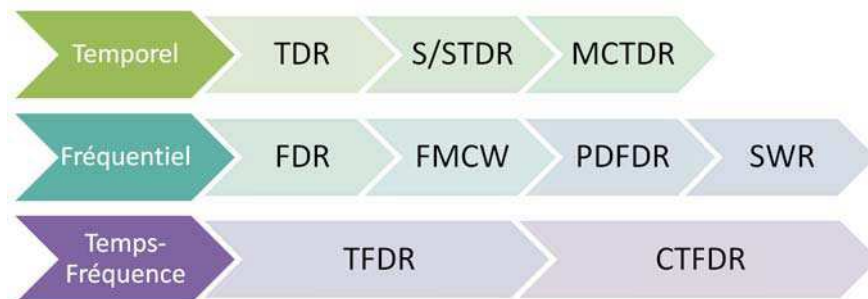 Temporel TDR S/STDR MCTDR
Fréquentiel FDR FMCW PDFDR SWR
Temps-
Fréquence TFDR CTFDR